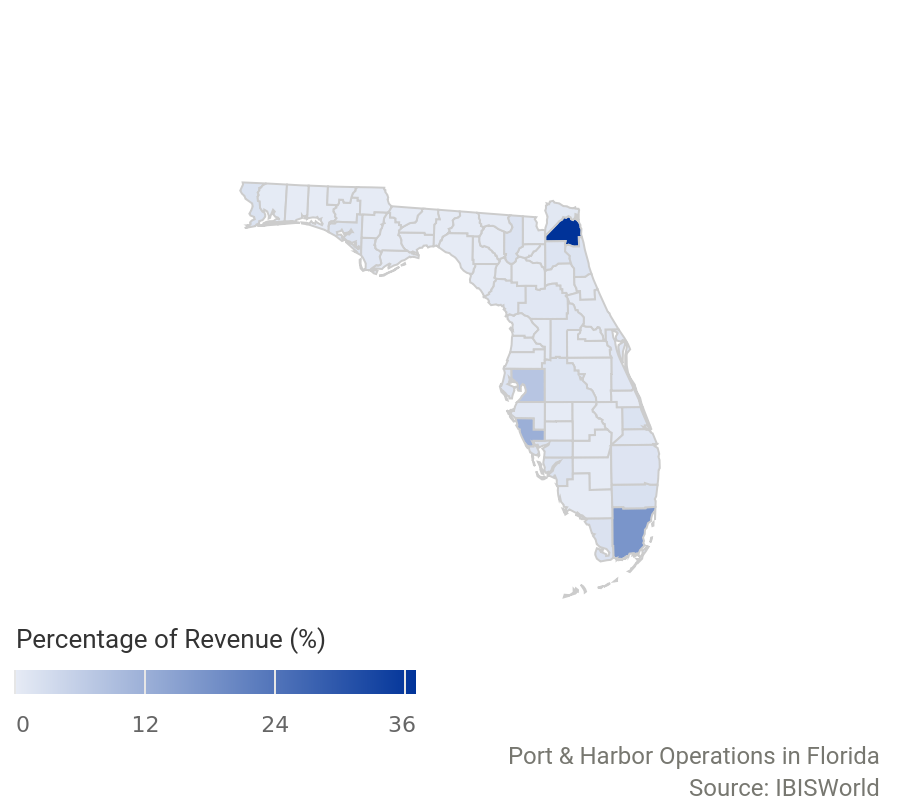 Percentage of Revenue (%)
0 12 24 36
Port & Harbor Operations in Florida
Source: IBISWorld